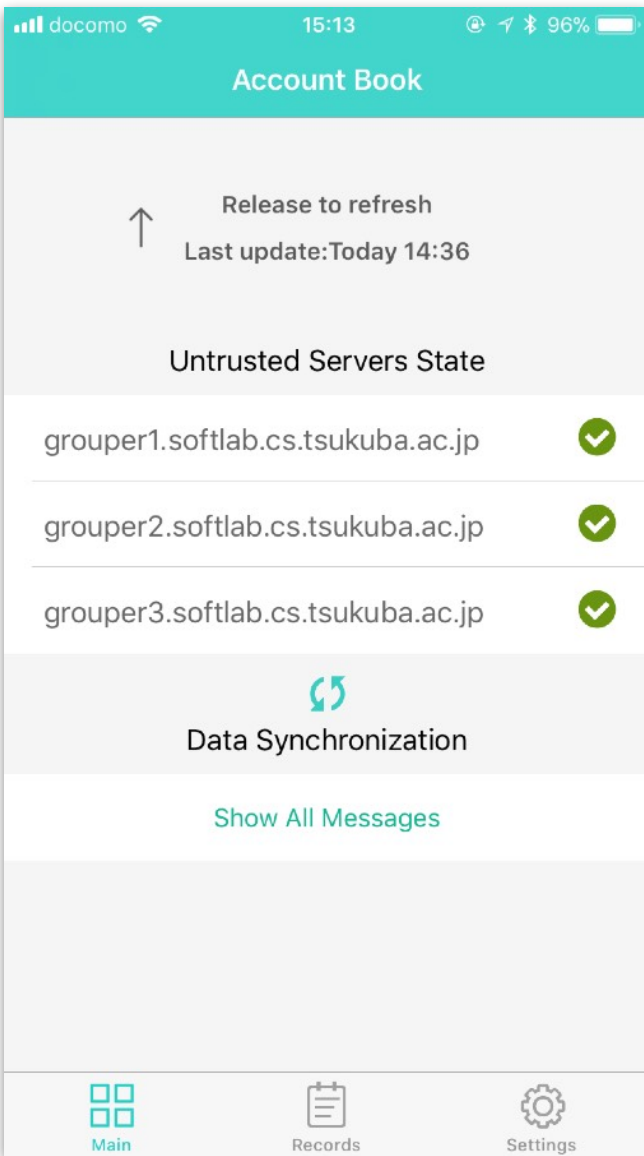 docomo 15:13 96%
Account Book
Release to refresh
Last update:Today 14:36
Untrusted Servers State
grouper1.softlab.cs.tsukuba.ac.jp
grouper2.softlab.cs.tsukuba.ac.jp
grouper3.softlab.cs.tsukuba.ac.jp
Data Synchronization
Show All Messages
Main Records Settings